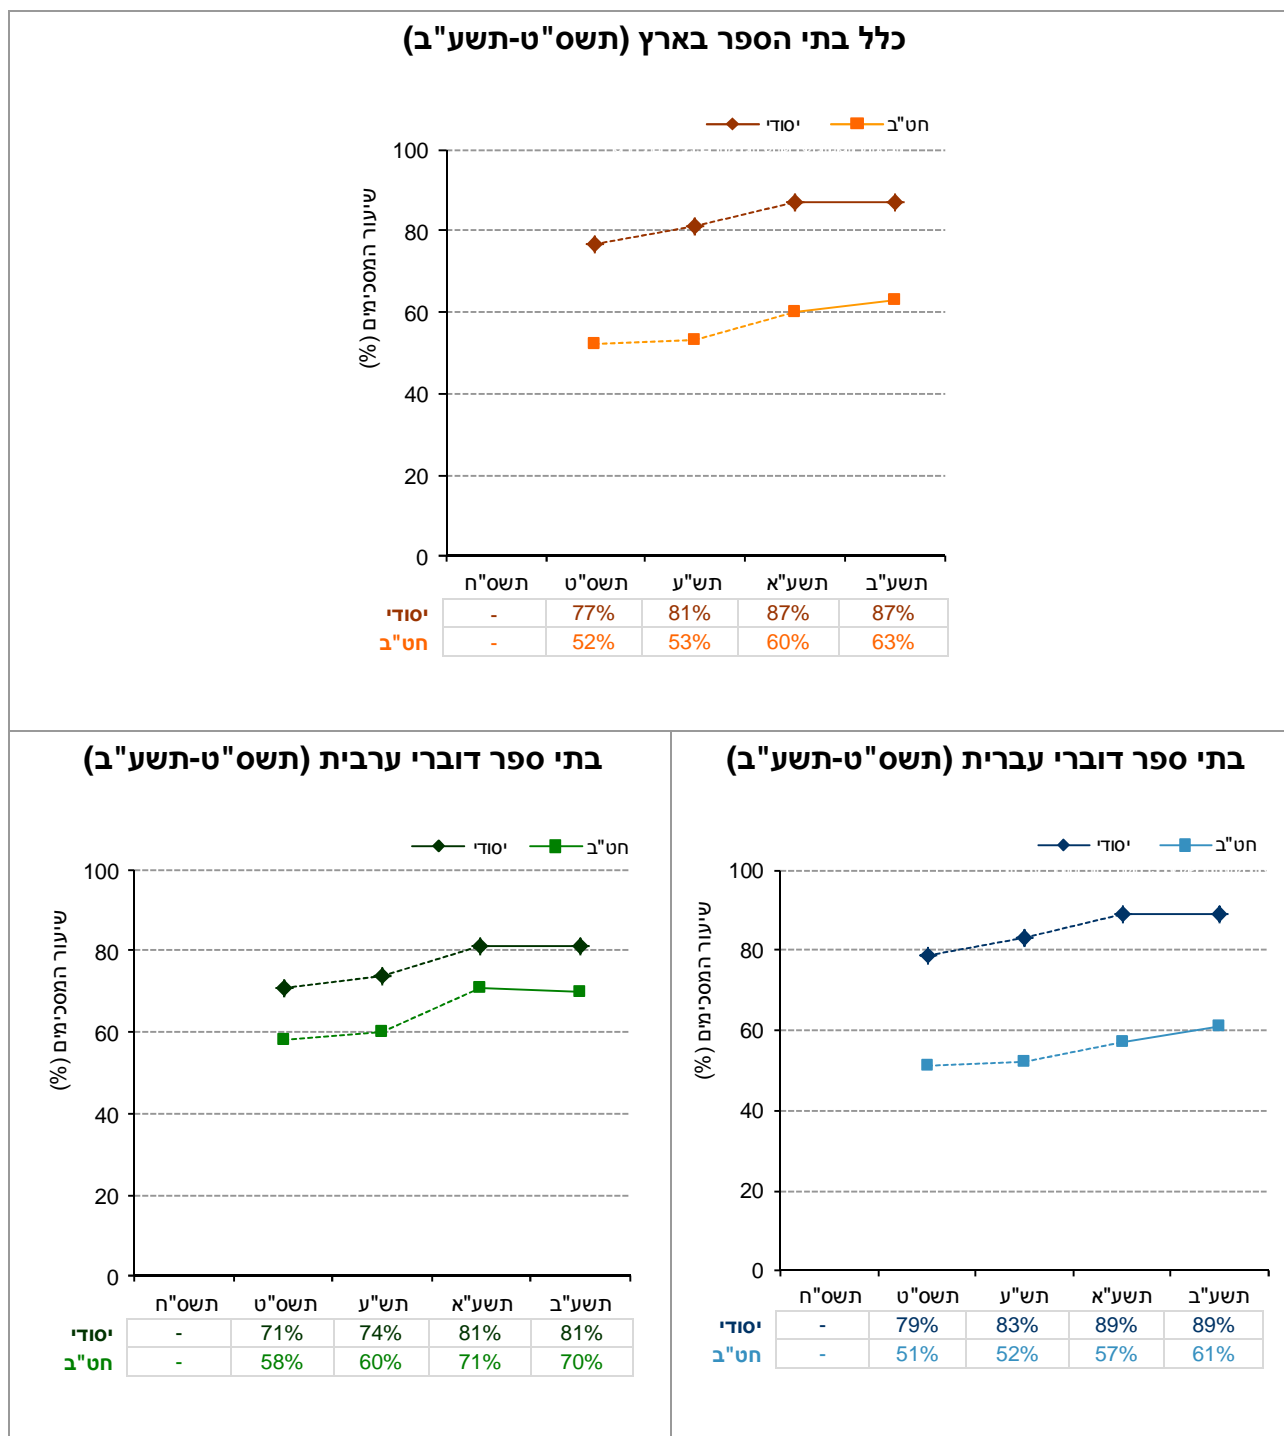 כלל בתי הספר בארץ (תשס"ט-תשע"ב)
יסודי חט"ב
שיעור המסכימים (%)
100
80
60
40
20
0
תשס"ח תשס"ט תש"ע תשע"א תשע"ב
יסודי - 77% 81% 87% 87%
חט"ב - 52% 53% 60% 63%
בתי ספר דוברי עברית (תשס"ט-תשע"ב)
יסודי חט"ב
שיעור המסכימים (%)
100
80
60
40
20
0
תשס"ח תשס"ט תש"ע תשע"א תשע"ב
יסודי - 79% 83% 89% 89%
חט"ב - 51% 52% 57% 61%
בתי ספר דוברי ערבית (תשס"ט-תשע"ב)
יסודי חט"ב
שיעור המסכימים (%)
100
80
60
40
20
0
תשס"ח תשס"ט תש"ע תשע"א תשע"ב
יסודי - 71% 74% 81% 81%
חט"ב - 58% 60% 71% 70%